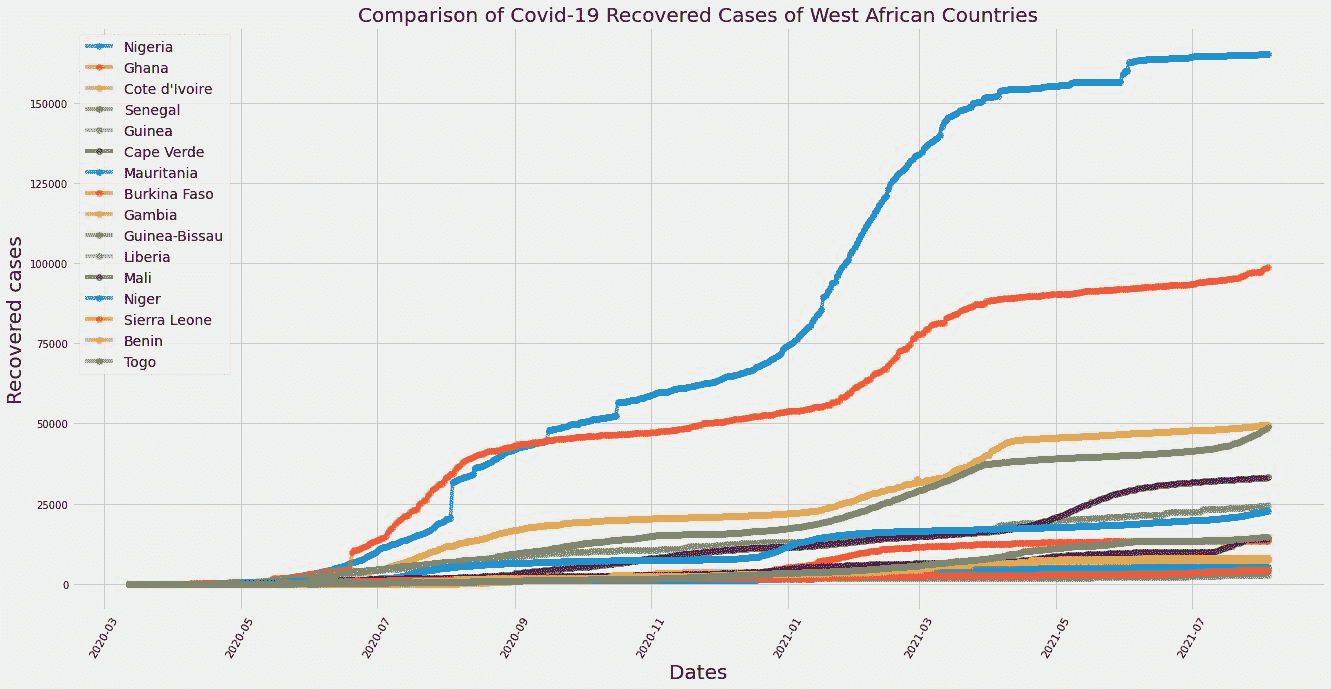 Comparison of Covid-19 Recovered Cases of West African Countries
Nigeria
Ghana
Cote d'Ivoire
Senegal
Guinea
Cape Verde
Mauritania
Burkina Faso
Gambia
Guinea-Bissau
Liberia
Mali
Niger
Sierra Leone
Benin
Togo
Recovered cases
150000
125000
100000
75000
50000
25000
0
2020-03
2020-05
2020-07
2020-09
2020-11
2021-01
2021-03
2021-05
2021-07
Dates